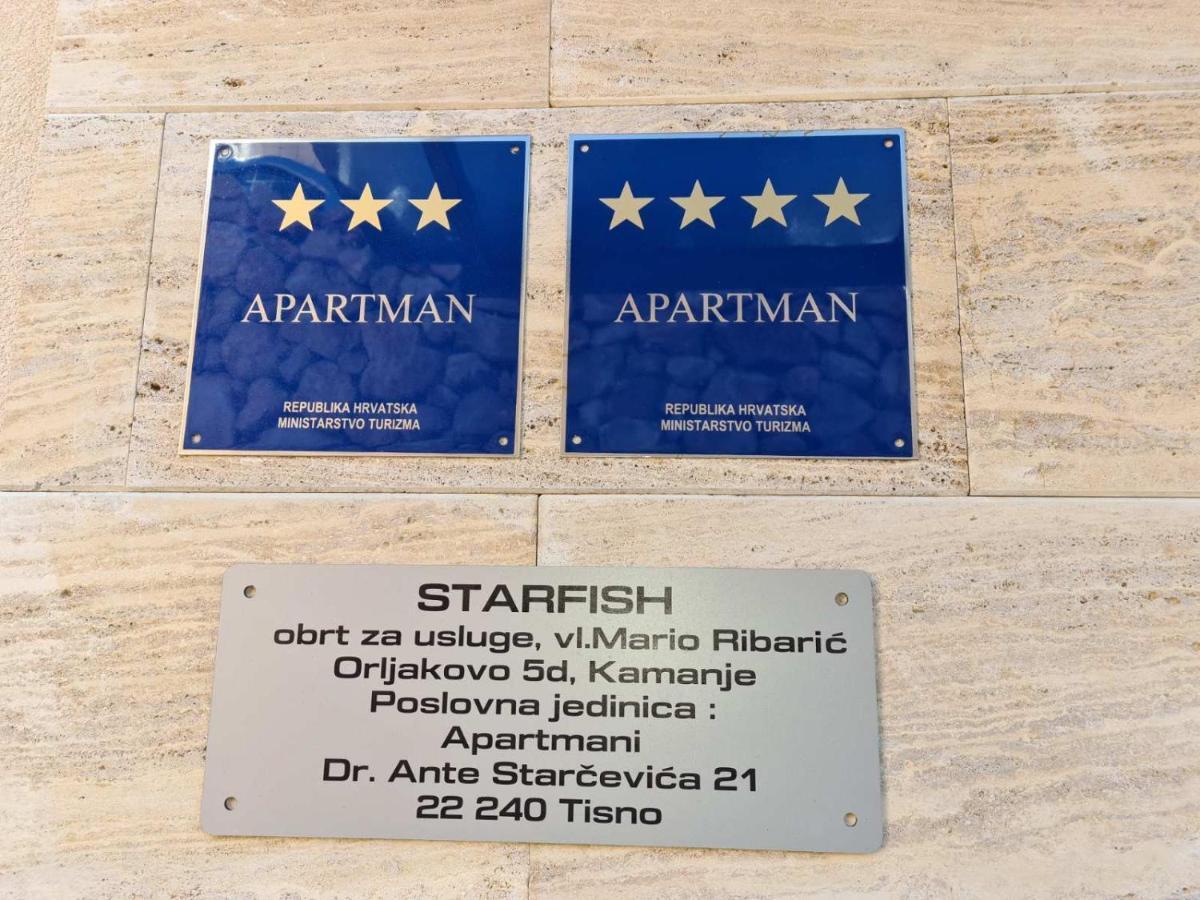 APARTMAN
REPUBLIKA HRVATSKA
MINISTARSTVO TURIZMA
APARTMAN
REPUBLIKA HRVATSKA
MINISTARSTVO TURIZMA
STARFISH
obrt za usluge, vl.Mario Ribarić
Orljakovo 5d, Kamanje
Poslovna jedinica :
Apartmani
Dr. Ante Starčevića 21
22 240 Tisno